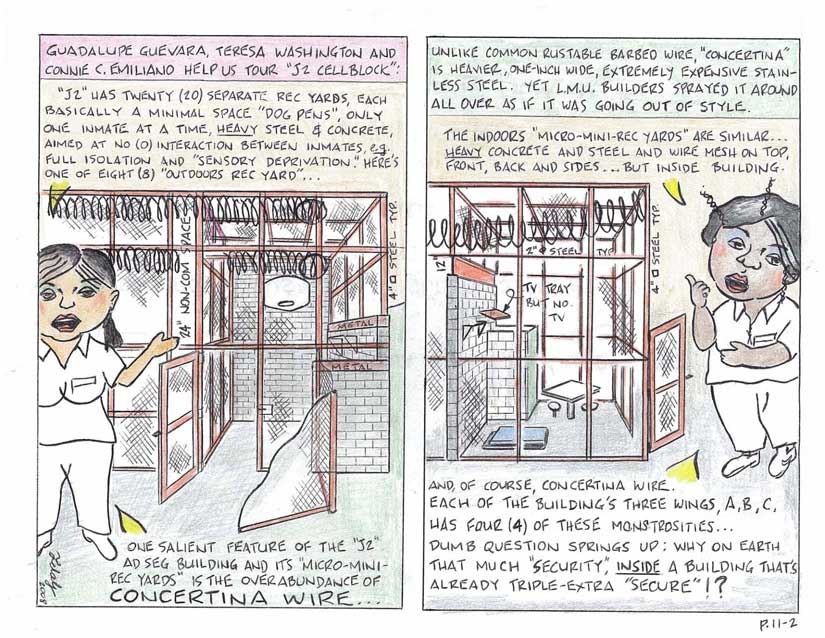 GUADALUPE GUEVARA, TERESA WASHINGTON AND
CONNIE C. EMILIANO HELP US TOUR "J2 CELLBLOCK":
"J2" HAS TWENTY (20) SEPARATE REC YARDS, EACH
BASICALLY A MINIMAL SPACE "DOG PENS", ONLY
ONE INMATE AT A TIME, HEAVY STEEL & CONCRETE,
AIMED AT NO (0) INTERACTION BETWEEN INMATES, e.g.
FULL ISOLATION AND "SENSORY DEPRIVATION." HERE'S
ONE OF EIGHT (8) "OUTDOORS REC YARD"...
24" NON-COM SPACE
4" □ STEEL TYP.
METAL
METAL
2008
ONE SALIENT FEATURE OF THE "J2"
AD SEG BUILDING AND ITS "MICRO-MINI-
REC YARDS" IS THE OVERABUNDANCE OF
CONCERTINA WIRE...
UNLIKE COMMON RUSTABLE BARBED WIRE, "CONCERTINA"
IS HEAVIER, ONE-INCH WIDE, EXTREMELY EXPENSIVE STAIN-
LESS STEEL. YET L.M.U. BUILDERS SPRAYED IT AROUND
ALL OVER AS IF IT WAS GOING OUT OF STYLE.
THE INDOORS "MICRO-MINI-REC YARDS" ARE SIMILAR...
HEAVY CONCRETE AND STEEL AND WIRE MESH ON TOP,
FRONT, BACK AND SIDES... BUT INSIDE BUILDING.
2" STEEL TYP
12"
4" □ STEEL TYP.
TV TRAY
BUT NO
TV
AND, OF COURSE, CONCERTINA WIRE.
EACH OF THE BUILDING'S THREE WINGS, A, B, C,
HAS FOUR (4) OF THESE MONSTROSITIES...
DUMB QUESTION SPRINGS UP: WHY ON EARTH
THAT MUCH "SECURITY", INSIDE A BUILDING THAT'S
ALREADY TRIPLE-EXTRA "SECURE"!?
P.11-2